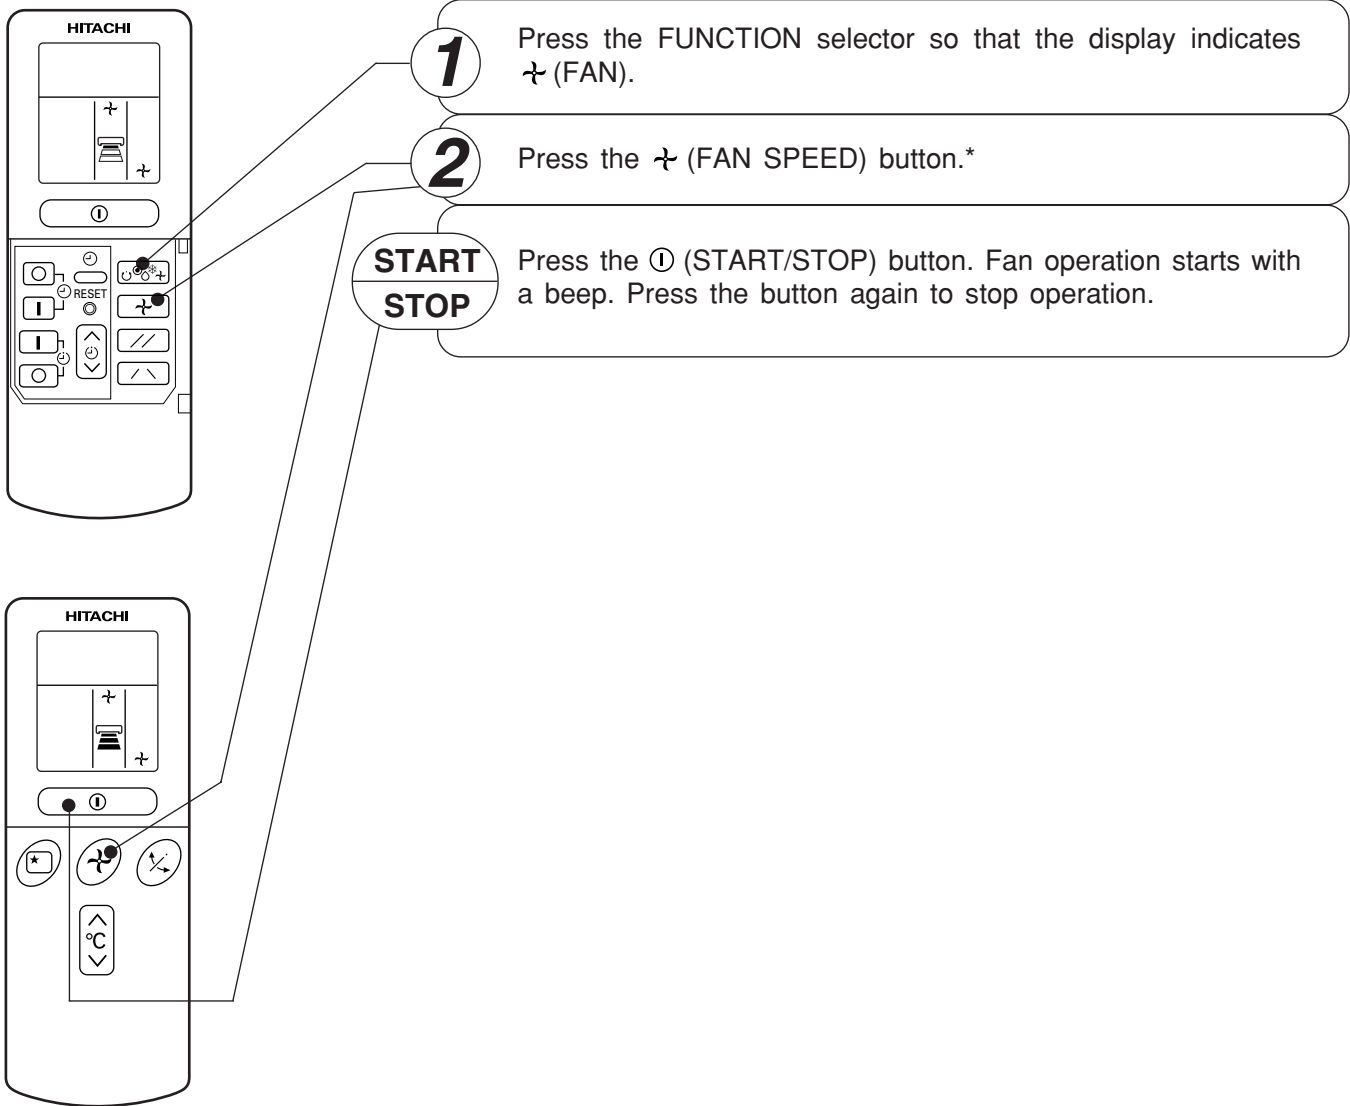 HITACHI
RESET
1
Press the FUNCTION selector so that the display indicates
(FAN).
2
Press the (FAN SPEED) button.*
START
STOP
Press the (START/STOP) button. Fan operation starts with
a beep. Press the button again to stop operation.
HITACHI
°C